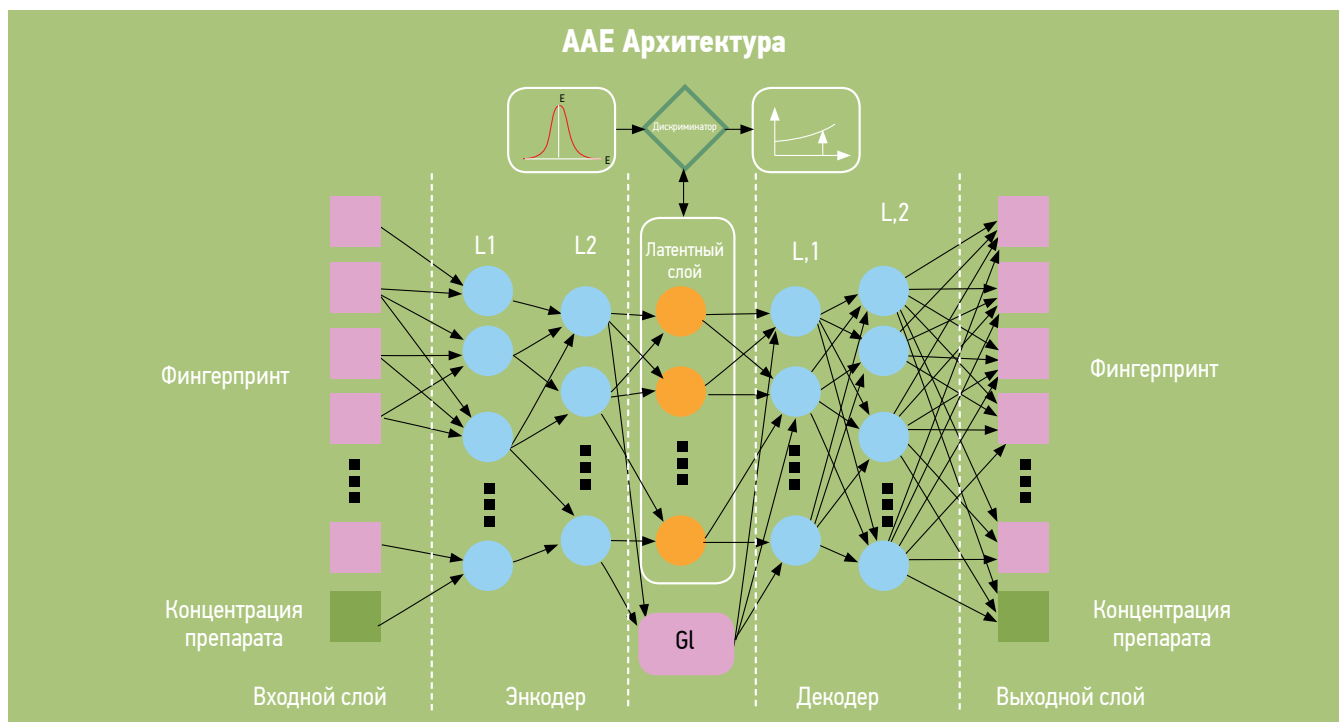 ААЕ Архитектура
E
E
Дискриминатор
L1
L2
Латентный
слой
L,1
L,2
Фингерпринт
Фингерпринт
Концентрация
препарата
Gl
Концентрация
препарата
Входной слой
Энкодер
Декодер
Выходной слой